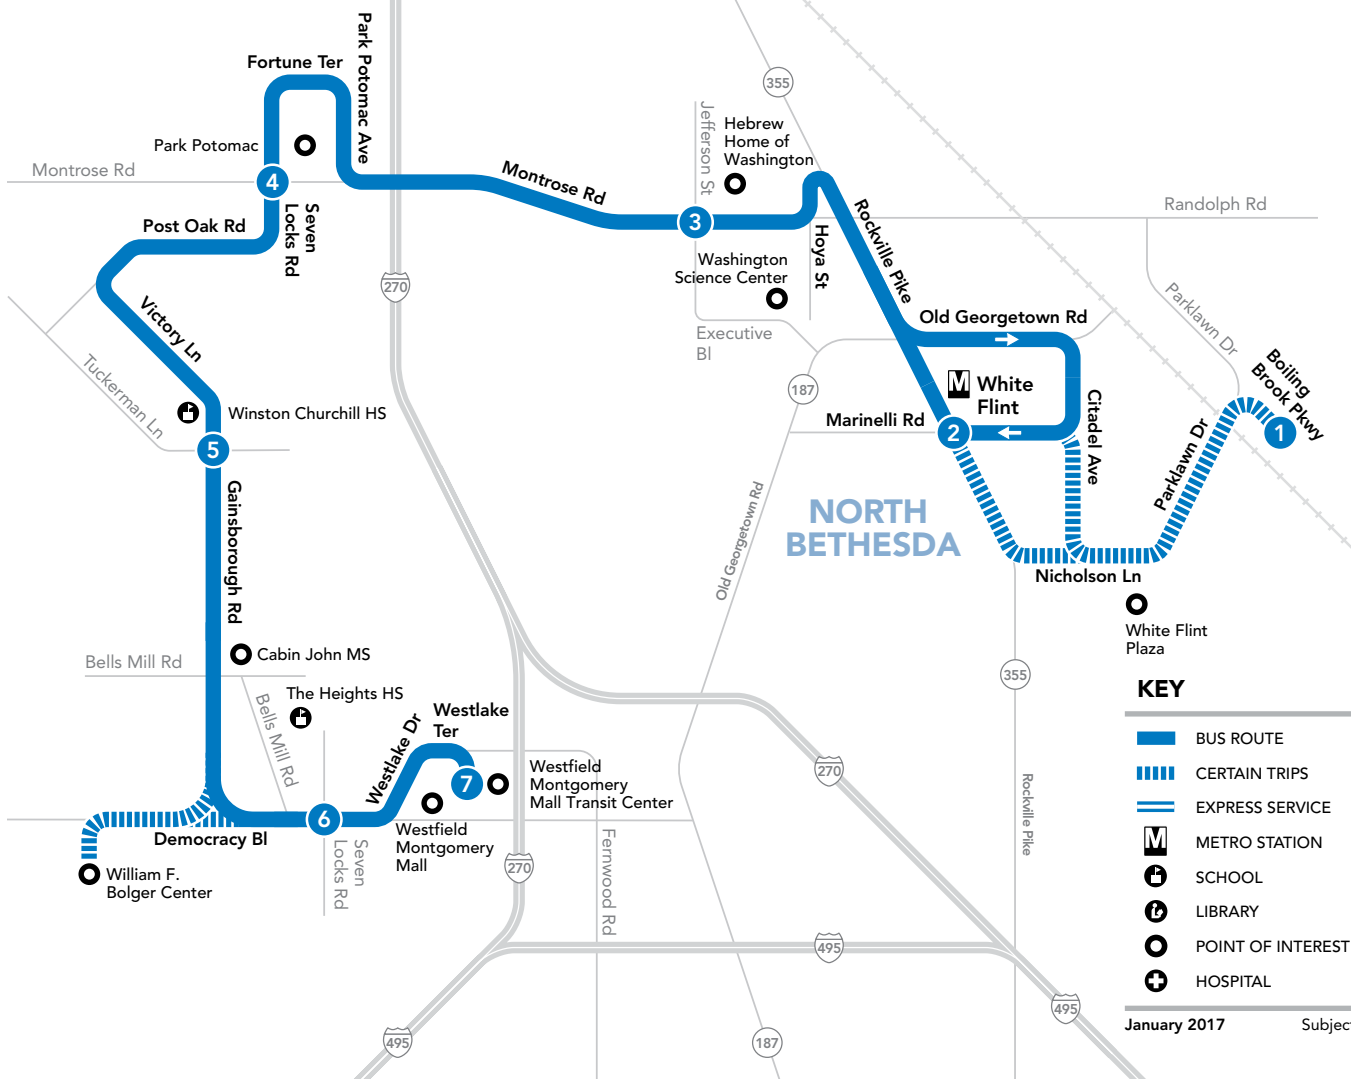 Park Potomac Ave
Fortune Ter
355
Jefferson St
Hebrew
Home of
Washington
Park Potomac
Montrose Rd
4
Montrose Rd
Seven
Locks Rd
Post Oak Rd
3
Rockville Pike
Randolph Rd
Hoya St
Washington
Science Center
270
Victory Ln
Old Georgetown Rd
Parklawn Dr
Executive
Bl
Tuckerman Ln
187
M
White
Flint
Boiling
Brook Pkwy
Winston Churchill HS
Marinelli Rd
2
Citadel Ave
1
5
Parklawn Dr
Gainsborough Rd
Old Georgetown Rd
NORTH
BETHESDA
Nicholson Ln
White Flint
Plaza
Bells Mill Rd
Cabin John MS
355
The Heights HS
Bells Mill Rd
Westlake Dr
Westlake
Ter
7
Westfield
Montgomery
Mall Transit Center
270
Rockville Pike
6
Democracy Bl
Westfield
Montgomery
Mall
Seven
Locks Rd
270
Fernwood Rd
William F.
Bolger Center
495
495
495
187
KEY
BUS ROUTE
CERTAIN TRIPS
EXPRESS SERVICE
M
METRO STATION
SCHOOL
LIBRARY
POINT OF INTEREST
HOSPITAL
January 2017
Subjec